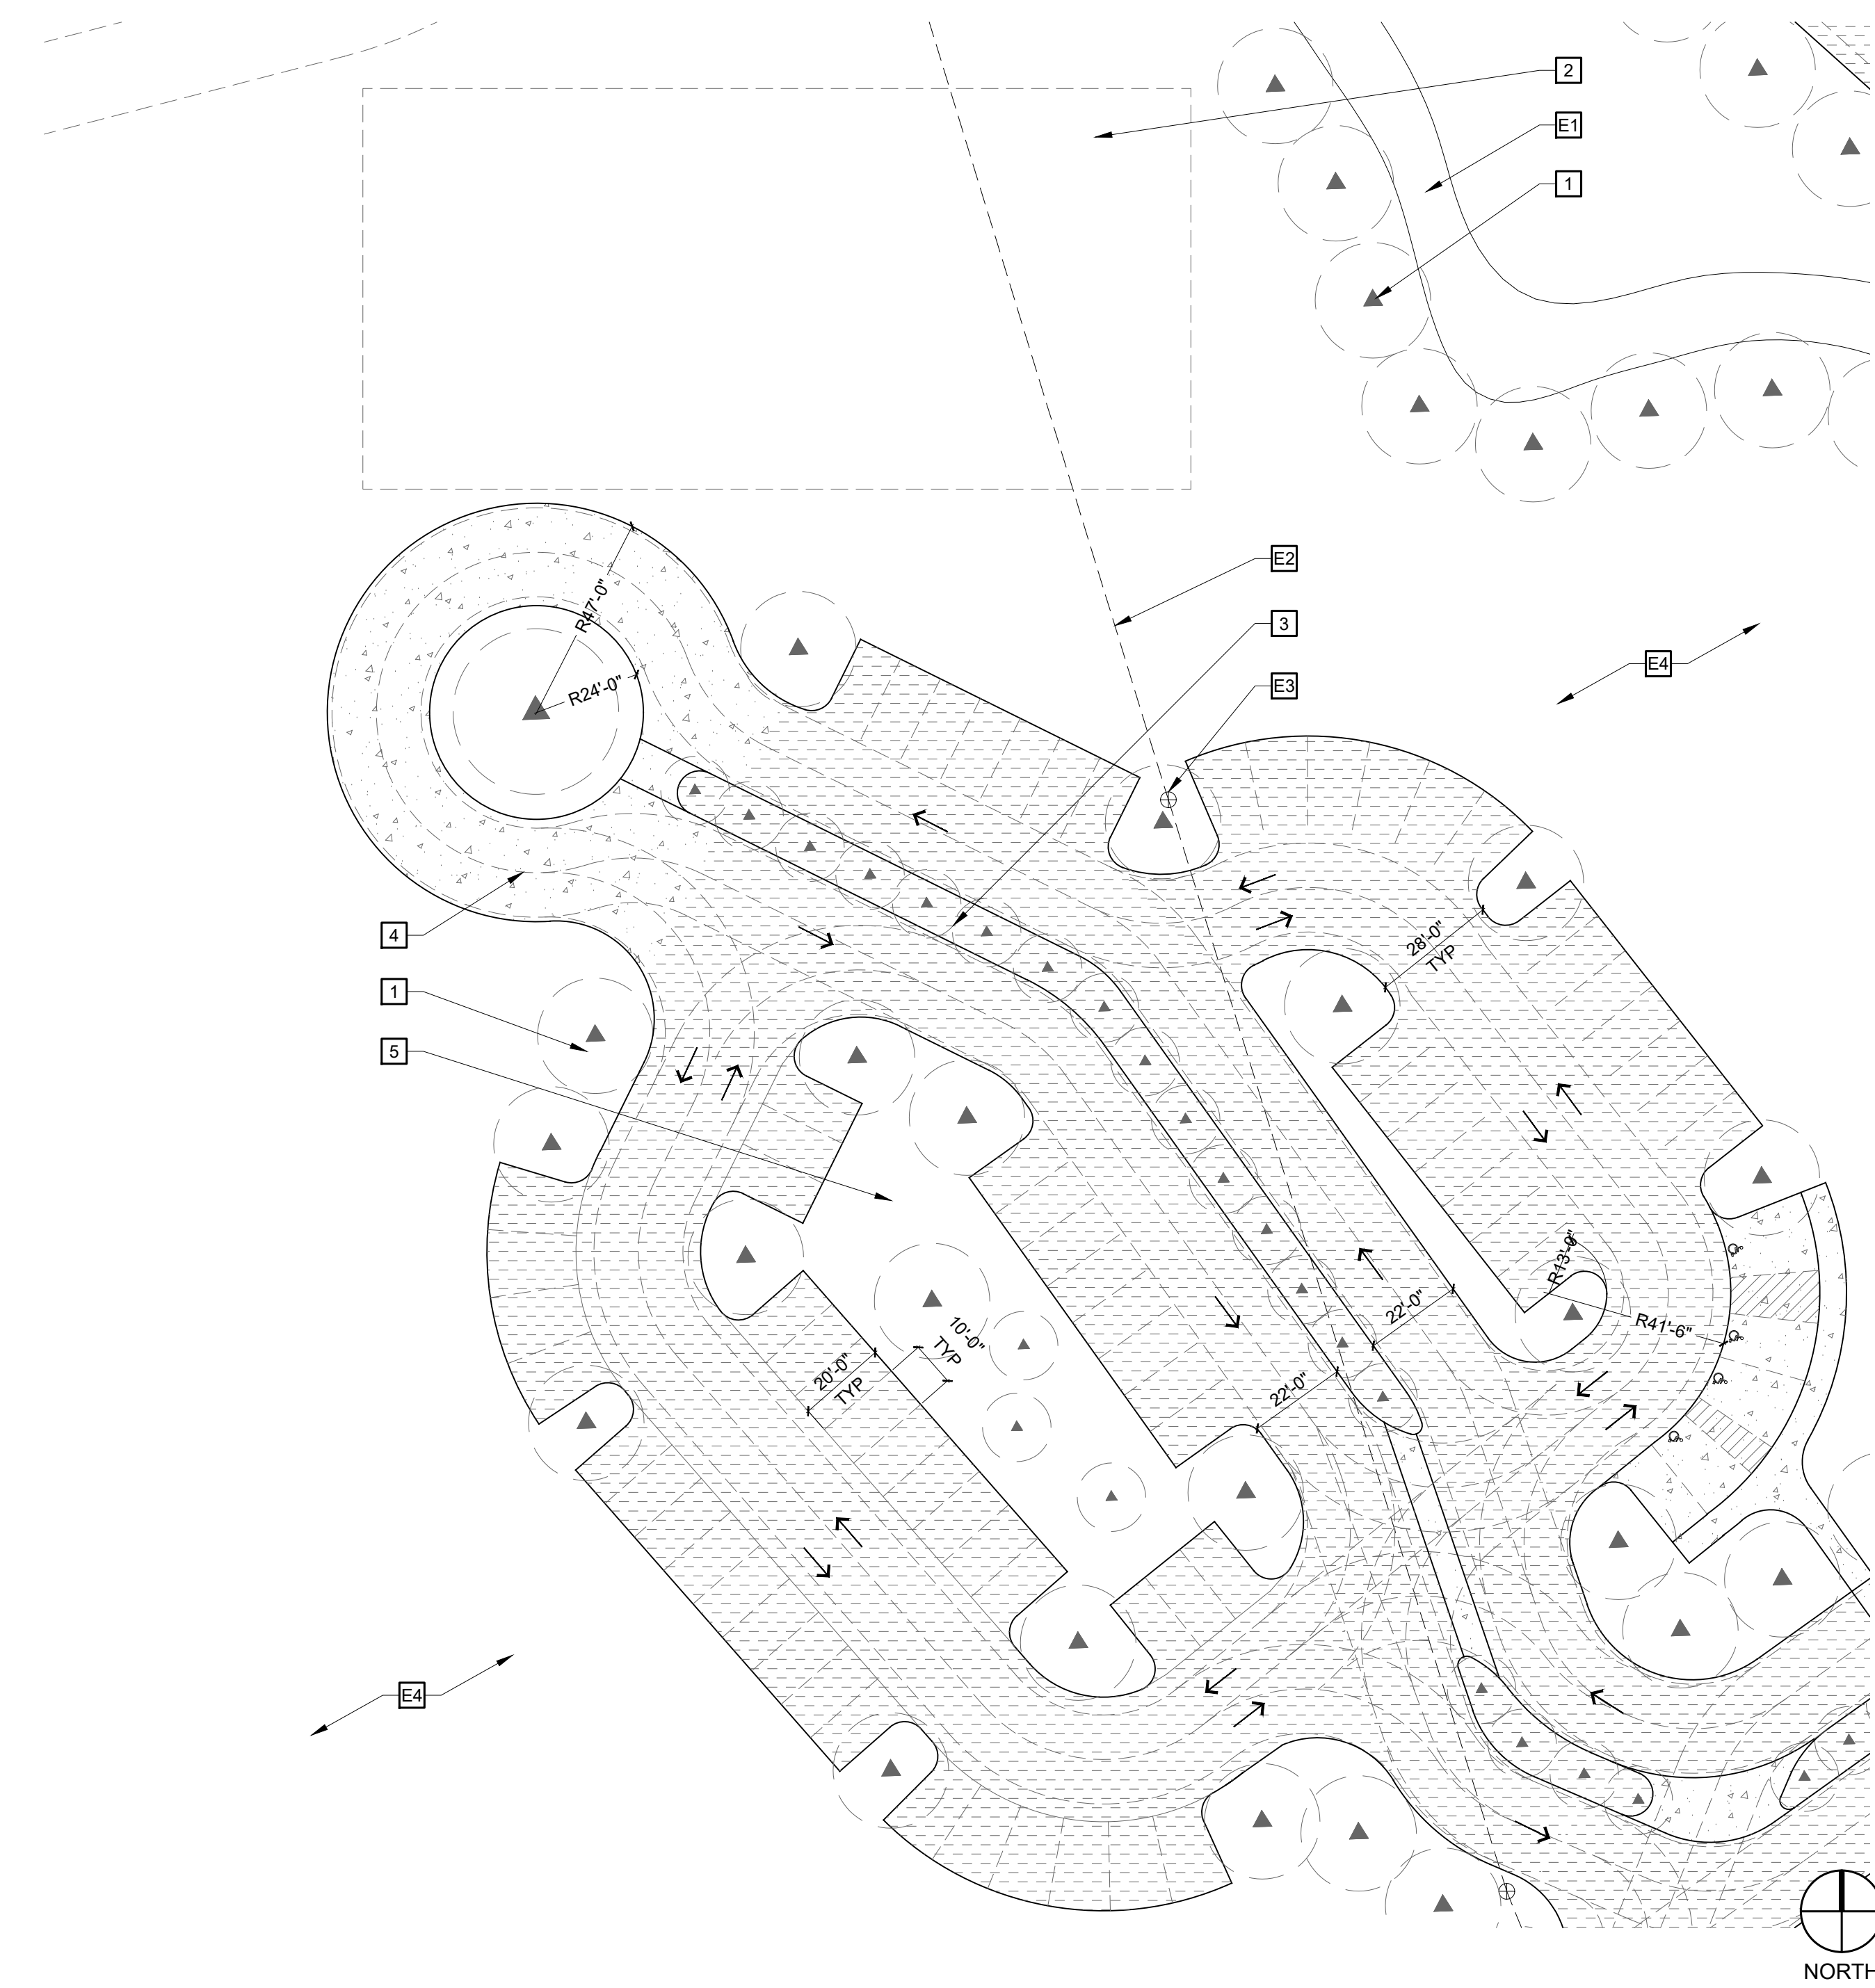 2
E1
1
E2
3
E4
E3
R47'-0"
R24'-0"
4
28'-0"
TYP
1
5
R13'-0"
22'-0"
R41'-6"
10'-0"
TYP
20'-0"
TYP
22'-0"
E4
NORTH